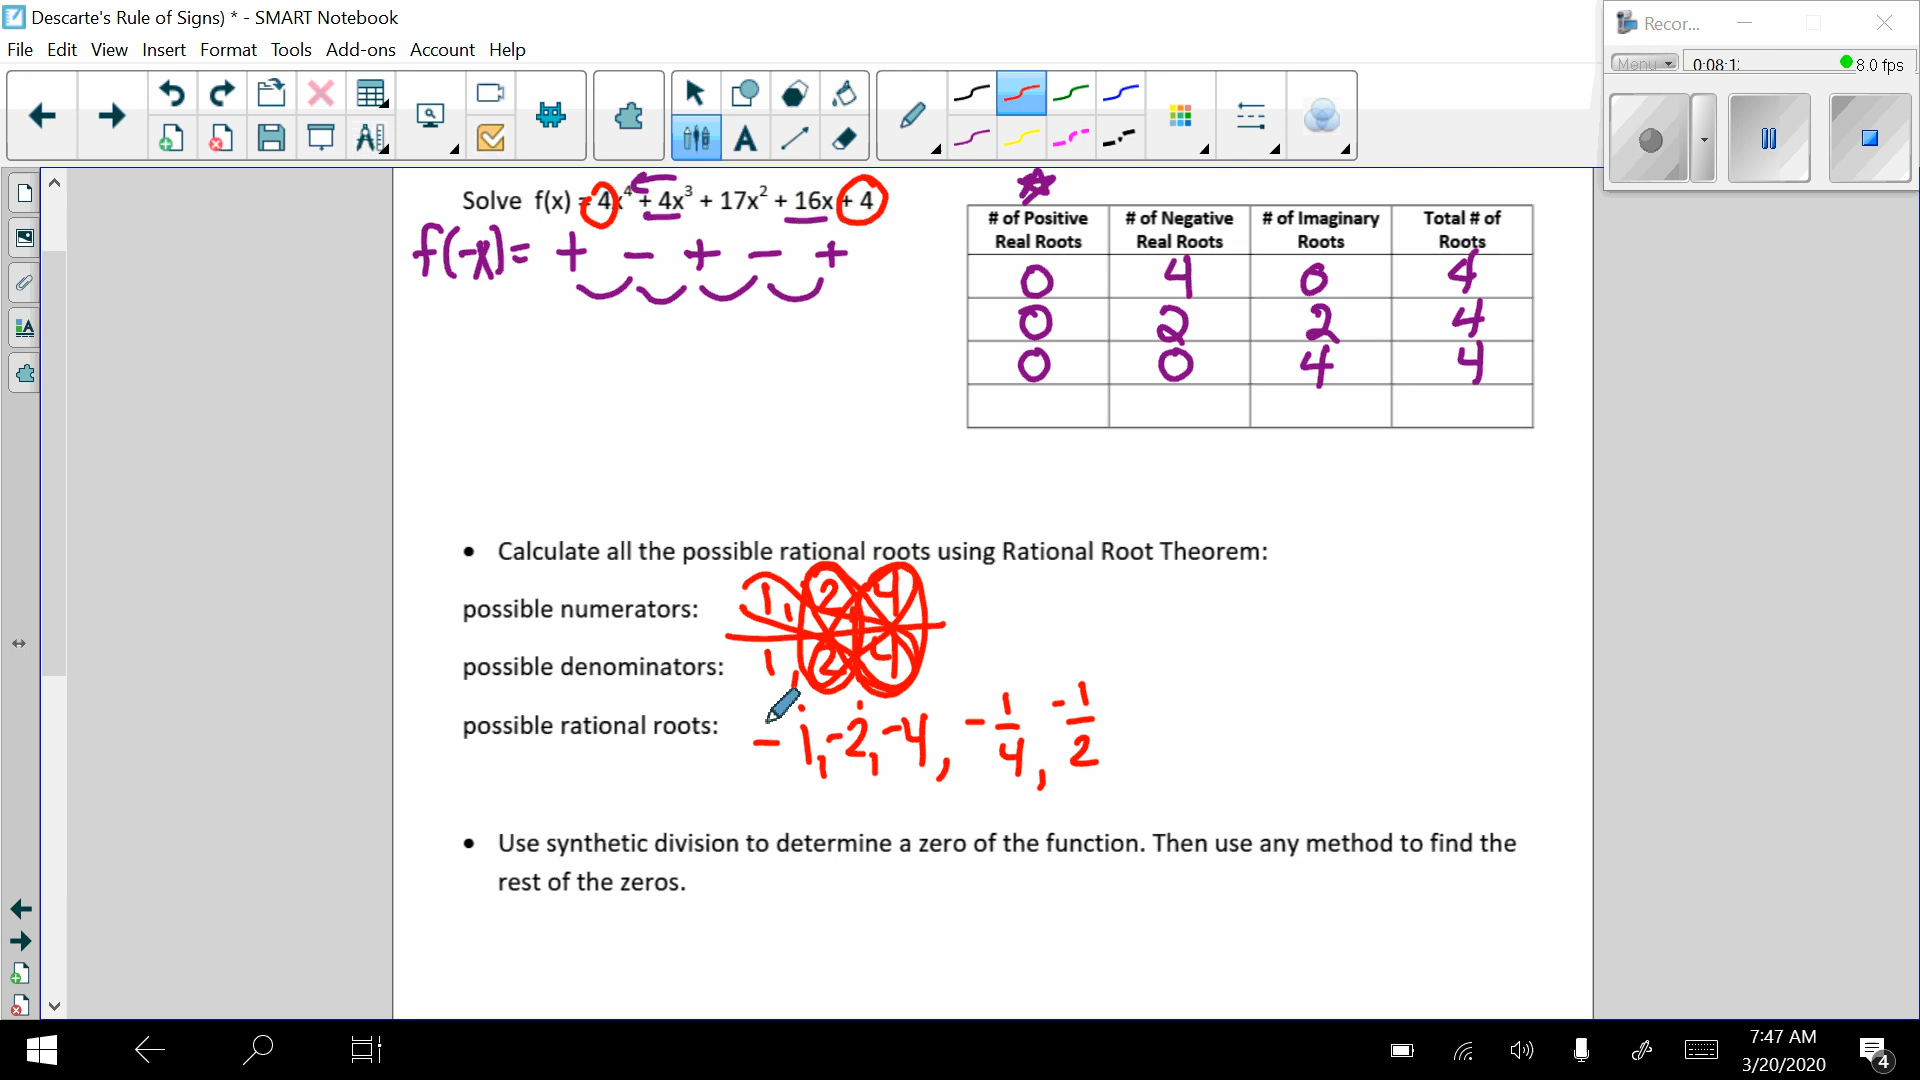 Descarte's Rule of Signs) * - SMART Notebook
File Edit View Insert Format Tools Add-ons Account Help
Recor...
Menu 0:08:1 8.0 fps
Solve f(x) = 4x⁴ + 4x³ + 17x² + 16x + 4
f(-x) = + - + - +
# of Positive Real Roots # of Negative Real Roots # of Imaginary Roots Total # of Roots
0 4 0 4
0 2 2 4
0 0 4 4
• Calculate all the possible rational roots using Rational Root Theorem:
possible numerators: 1, 2, 4
possible denominators: 1, 2, 4
possible rational roots: -1, -2, -4, -1/4, -1/2
• Use synthetic division to determine a zero of the function. Then use any method to find the
rest of the zeros.
7:47 AM
3/20/2020
4